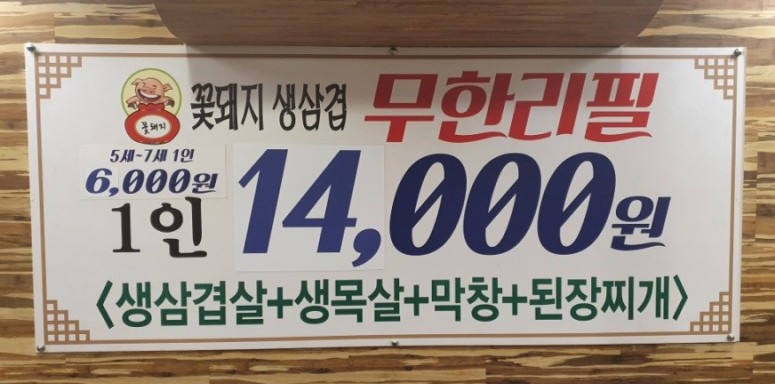 꽃돼지 생삼겹 무한리필
꽃돼지
5세~7세 1인
6,000원
1인 14,000원
<생삼겹살+생목살+막창+된장찌개>